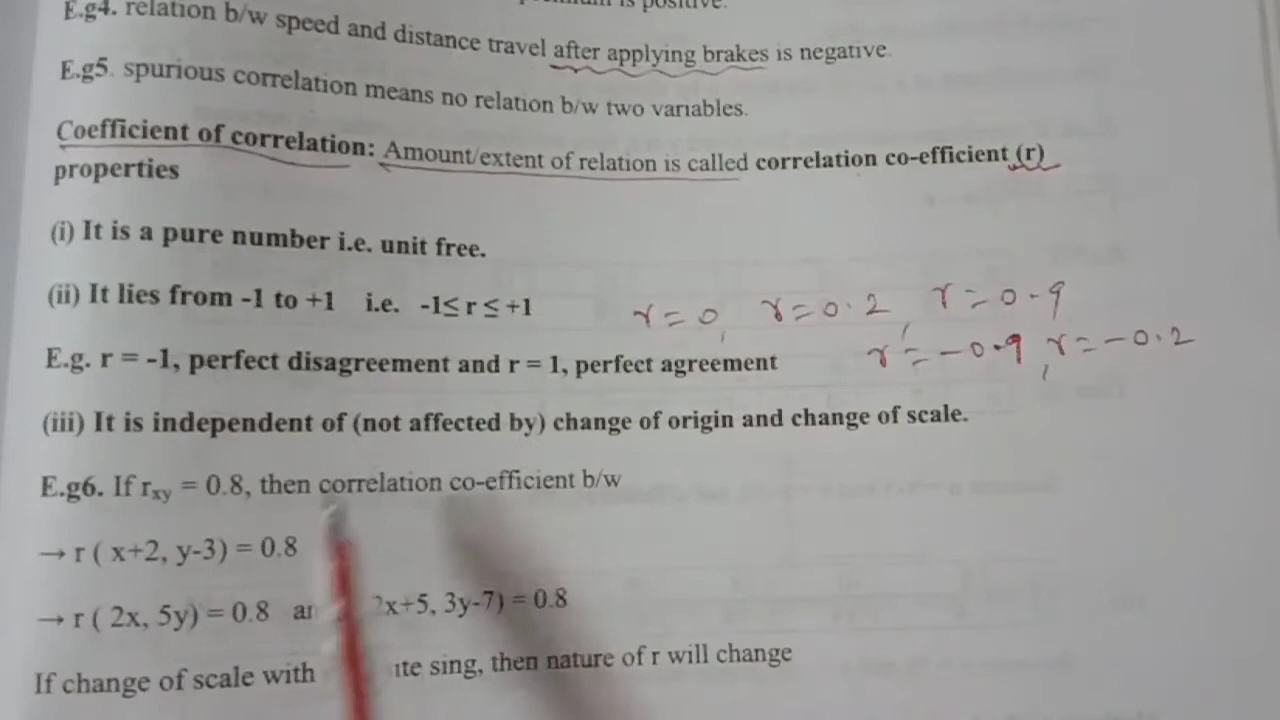 is positive.
E.g4. relation b/w speed and distance travel after applying brakes is negative.
E.g5. spurious correlation means no relation b/w two variables.
Coefficient of correlation: Amount/extent of relation is called correlation co-efficient (r)
properties
(i) It is a pure number i.e. unit free.
(ii) It lies from -1 to +1 i.e. -1≤ r ≤ +1
r = 0, r = 0.2, r = 0.9
r = -0.9, r = -0.2
E.g. r = -1, perfect disagreement and r = 1, perfect agreement
(iii) It is independent of (not affected by) change of origin and change of scale.
E.g6. If rxy = 0.8, then correlation co-efficient b/w
→ r ( x+2, y-3) = 0.8
→ r ( 2x, 5y) = 0.8 2x+5, 3y-7) = 0.8
If change of scale with sing, then nature of r will change